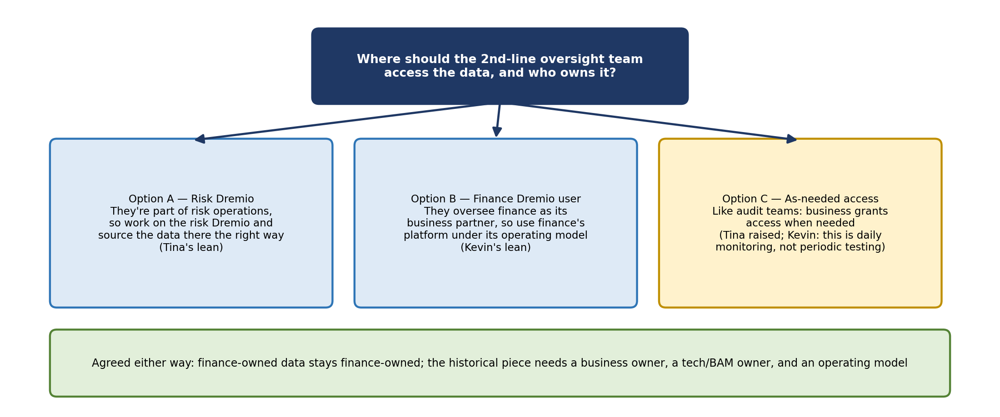 Where should the 2nd-line oversight team
access the data, and who owns it?
Option A — Risk Dremio
They're part of risk operations,
so work on the risk Dremio and
source the data there the right way
(Tina's lean)
Option B — Finance Dremio user
They oversee finance as its
business partner, so use finance's
platform under its operating model
(Kevin's lean)
Option C — As-needed access
Like audit teams: business grants
access when needed
(Tina raised; Kevin: this is daily
monitoring, not periodic testing)
Agreed either way: finance-owned data stays finance-owned; the historical piece needs a business owner, a tech/BAM owner, and an operating model